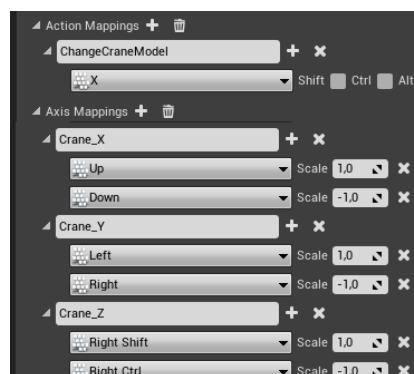 Action Mappings
ChangeCraneModel
X Shift Ctrl Alt
Axis Mappings
Crane_X
Up Scale 1,0
Down Scale -1,0
Crane_Y
Left Scale 1,0
Right Scale -1,0
Crane_Z
Right Shift Scale 1,0
Right Ctrl Scale -1,0